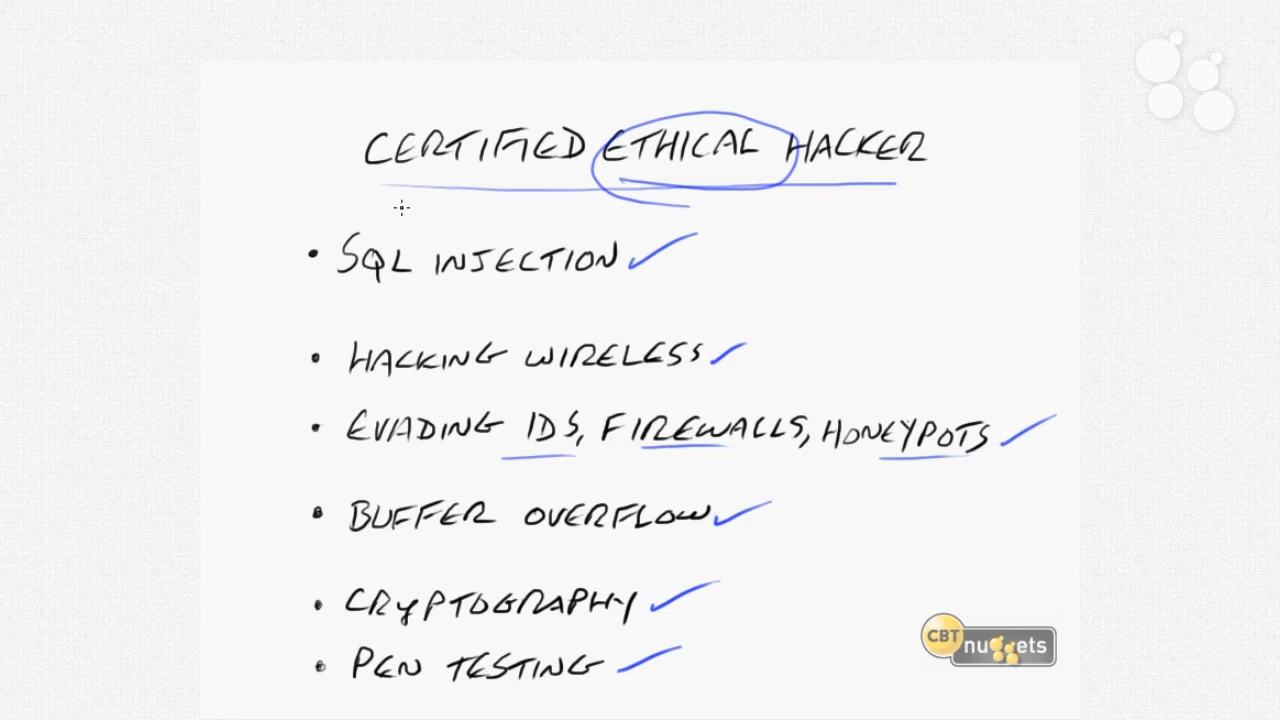 CERTIFIED ETHICAL HACKER
• SQL INJECTION
• HACKING WIRELESS
• EVADING IDS, FIREWALLS, HONEYPOTS
• BUFFER OVERFLOW
• CRYPTOGRAPHY
• PEN TESTING
CBT nuggets